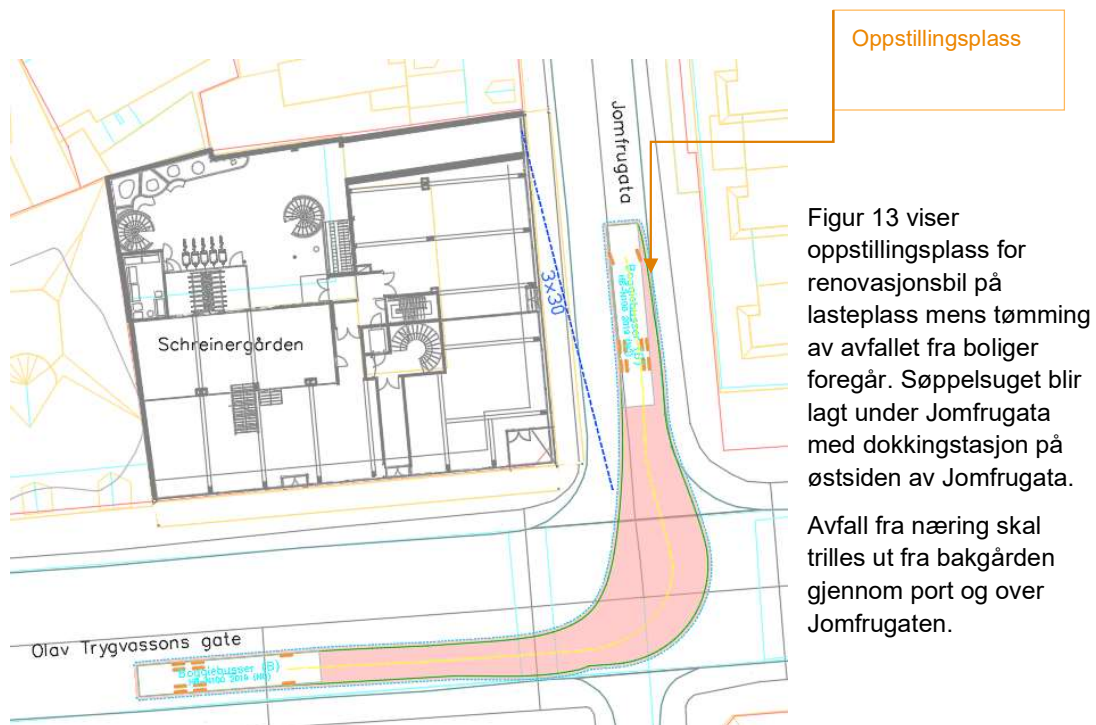 Oppstillingsplass
Jomfrugata
3x30
Schreinergården
Olav Trygvassons gate
Boggiebusser (B)
Boggiebusser (B)
Figur 13 viser
oppstillingsplass for
renovasjonsbil på
lasteplass mens tømming
av avfallet fra boliger
foregår. Søppelsuget blir
lagt under Jomfrugata
med dokkingstasjon på
østsiden av Jomfrugata.
Avfall fra næring skal
trilles ut fra bakgården
gjennom port og over
Jomfrugaten.